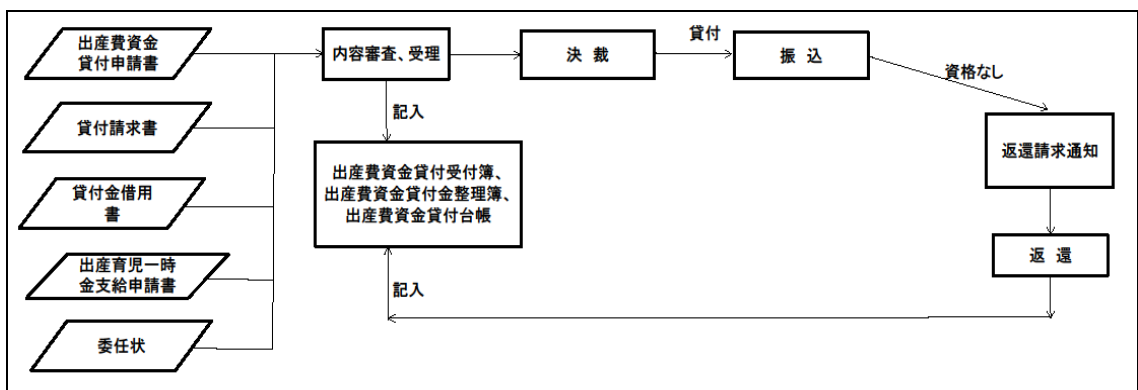 出産費資金
貸付申請書
貸付請求書
貸付金借用
書
出産育児一時
金支給申請書
委任状
内容審査、受理
記入
出産費資金貸付受付簿、
出産費資金貸付金整理簿、
出産費資金貸付台帳
記入
決 裁
貸付
振 込
資格なし
返還請求通知
返 還